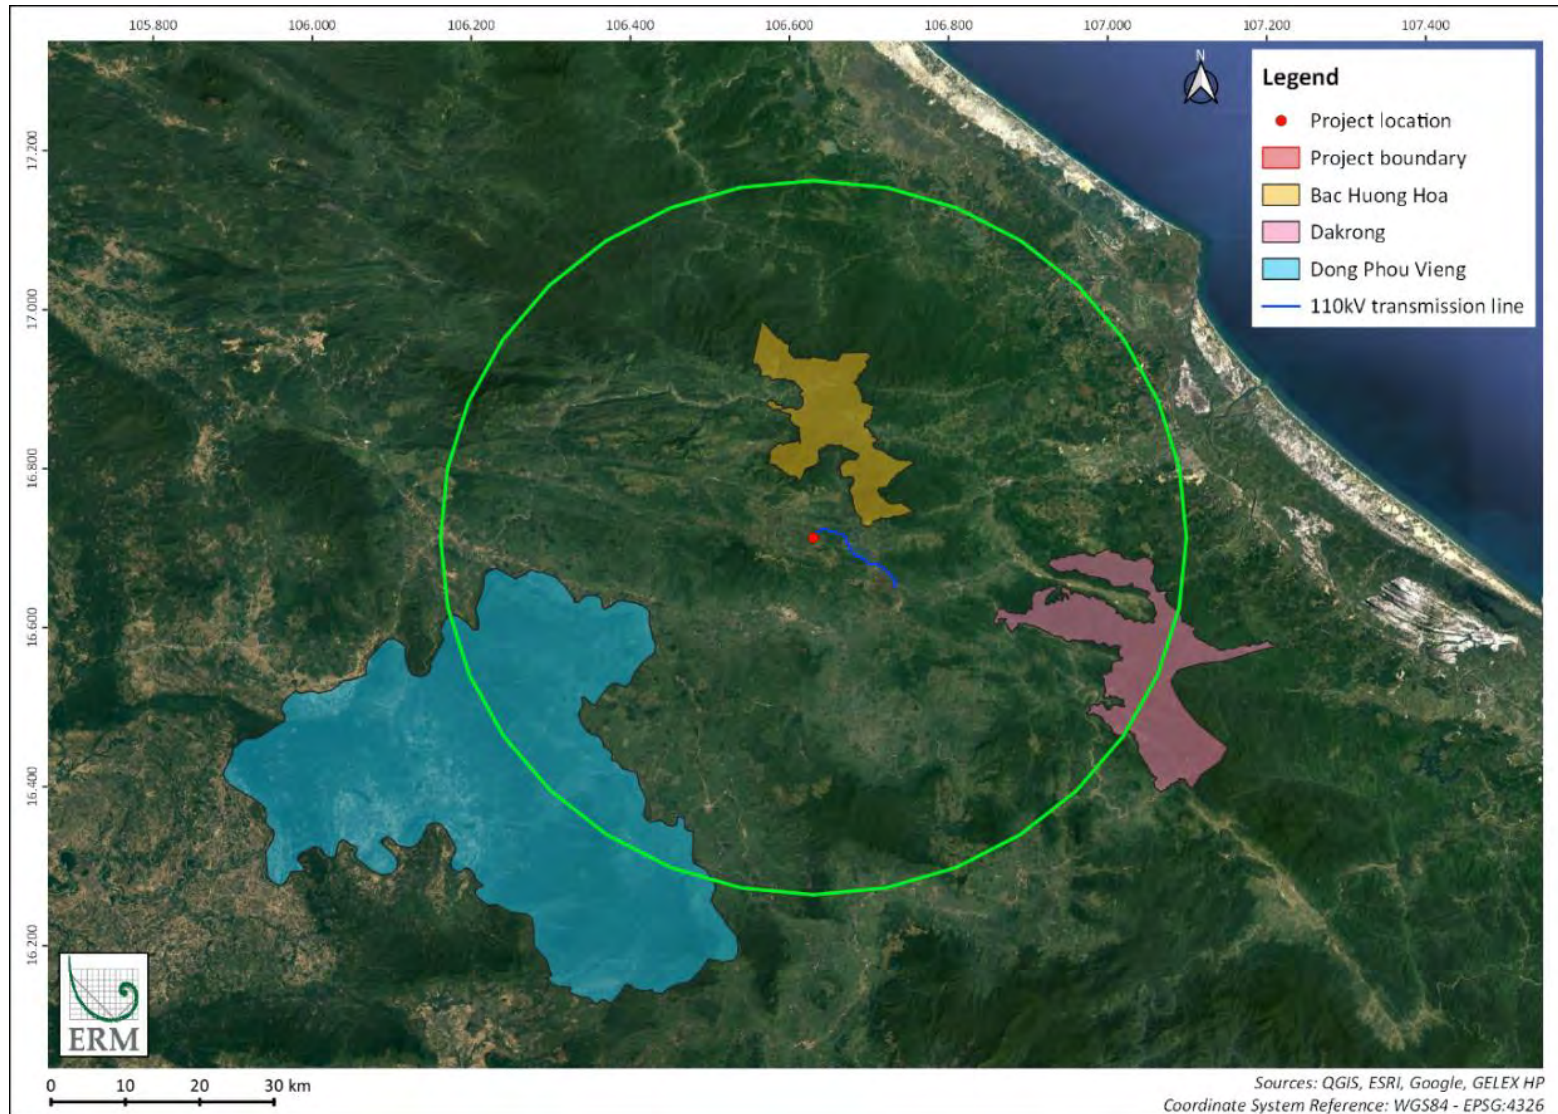 105.800 106.000 106.200 106.400 106.600 106.800 107.000 107.200 107.400
17.200
17.000
16.800
16.600
16.400
16.200
N
Legend
Project location
Project boundary
Bac Huong Hoa
Dakrong
Dong Phou Vieng
110kV transmission line
ERM
0 10 20 30 km
Sources: QGIS, ESRI, Google, GELEX HP
Coordinate System Reference: WGS84 - EPSG:4326